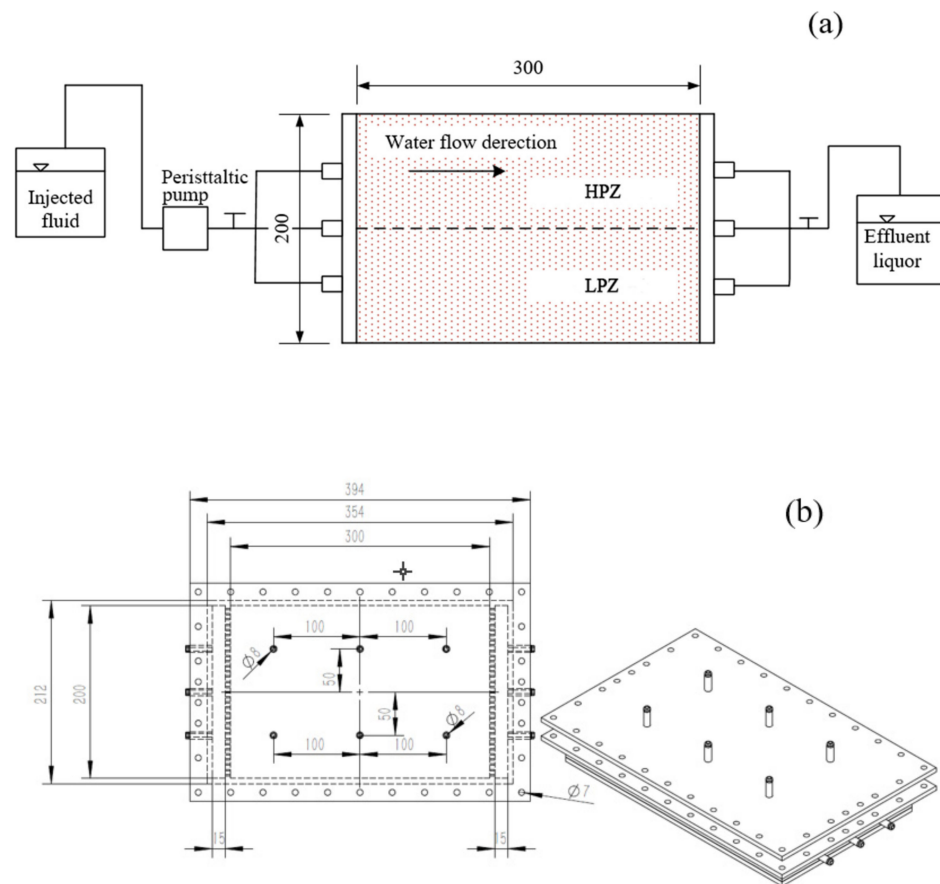 (a)
300
Water flow derection
Peristtaltic
pump
Injected
fluid
HPZ
200
Effluent
liquor
LPZ
(b)
394
354
300
100
100
Ø8
50
212
200
50
Ø8
100
100
Ø7
15
15